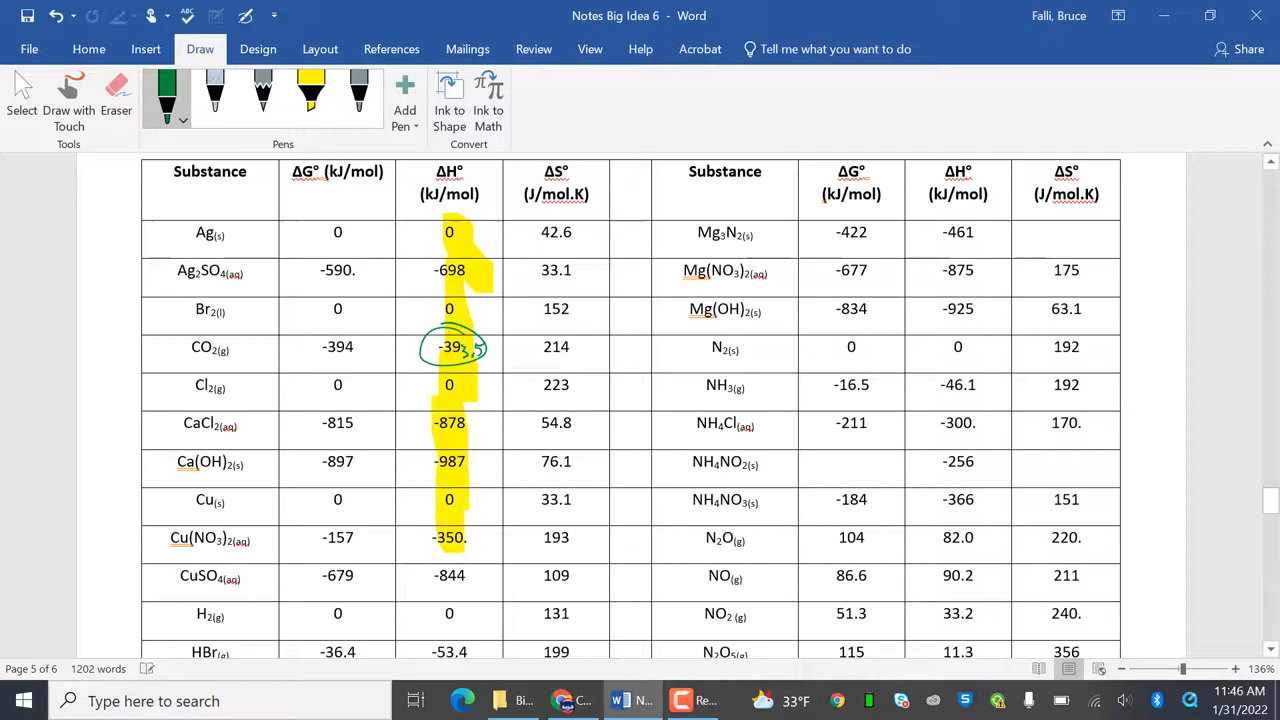 Notes Big Idea 6 - Word
Falli, Bruce
File Home Insert Draw Design Layout References Mailings Review View Help Acrobat Tell me what you want to do Share
Select Draw with Touch Eraser Add Pen Ink to Shape Ink to Math
Tools Pens Convert
Substance ΔG° (kJ/mol) ΔH° (kJ/mol) ΔS° (J/mol.K) Substance ΔG° (kJ/mol) ΔH° (kJ/mol) ΔS° (J/mol.K)
Ag(s) 0 0 42.6 Mg₃N₂(s) -422 -461
Ag₂SO₄(aq) -590. -698 33.1 Mg(NO₃)₂(aq) -677 -875 175
Br₂(l) 0 0 152 Mg(OH)₂(s) -834 -925 63.1
CO₂(g) -394 -393.5 214 N₂(s) 0 0 192
Cl₂(g) 0 0 223 NH₃(g) -16.5 -46.1 192
CaCl₂(aq) -815 -878 54.8 NH₄Cl(aq) -211 -300. 170.
Ca(OH)₂(s) -897 -987 76.1 NH₄NO₂(s) -256
Cu(s) 0 0 33.1 NH₄NO₃(s) -184 -366 151
Cu(NO₃)₂(aq) -157 -350. 193 N₂O(g) 104 82.0 220.
CuSO₄(aq) -679 -844 109 NO(g) 86.6 90.2 211
H₂(g) 0 0 131 NO₂ (g) 51.3 33.2 240.
HBr(g) -36.4 -53.4 199 N₂O₅(g) 115 11.3 356
Page 5 of 6 1202 words 136%
Type here to search Bi... C... N... Re... 33°F 11:46 AM
1/31/2022